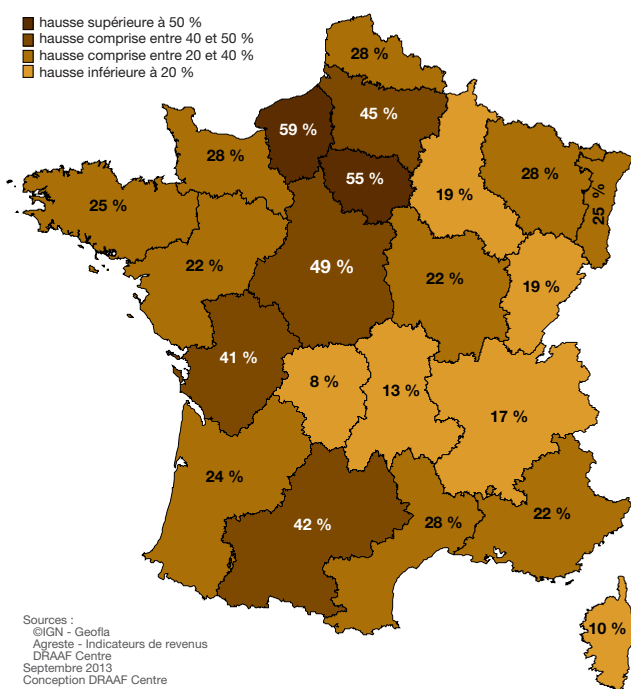 hausse supérieure à 50 %
hausse comprise entre 40 et 50%
hausse comprise entre 20 et 40%
hausse inférieure à 20 %
28 %
45 %
59 %
28 %
55 %
19 %
28 %
25 %
25 %
22 %
49 %
22 %
19 %
41 %
8 %
13 %
17 %
24 %
42 %
28 %
22 %
10 %
Sources :
©IGN - Geofla
Agreste - Indicateurs de revenus
DRAAF Centre
Septembre 2013
Conception DRAAF Centre